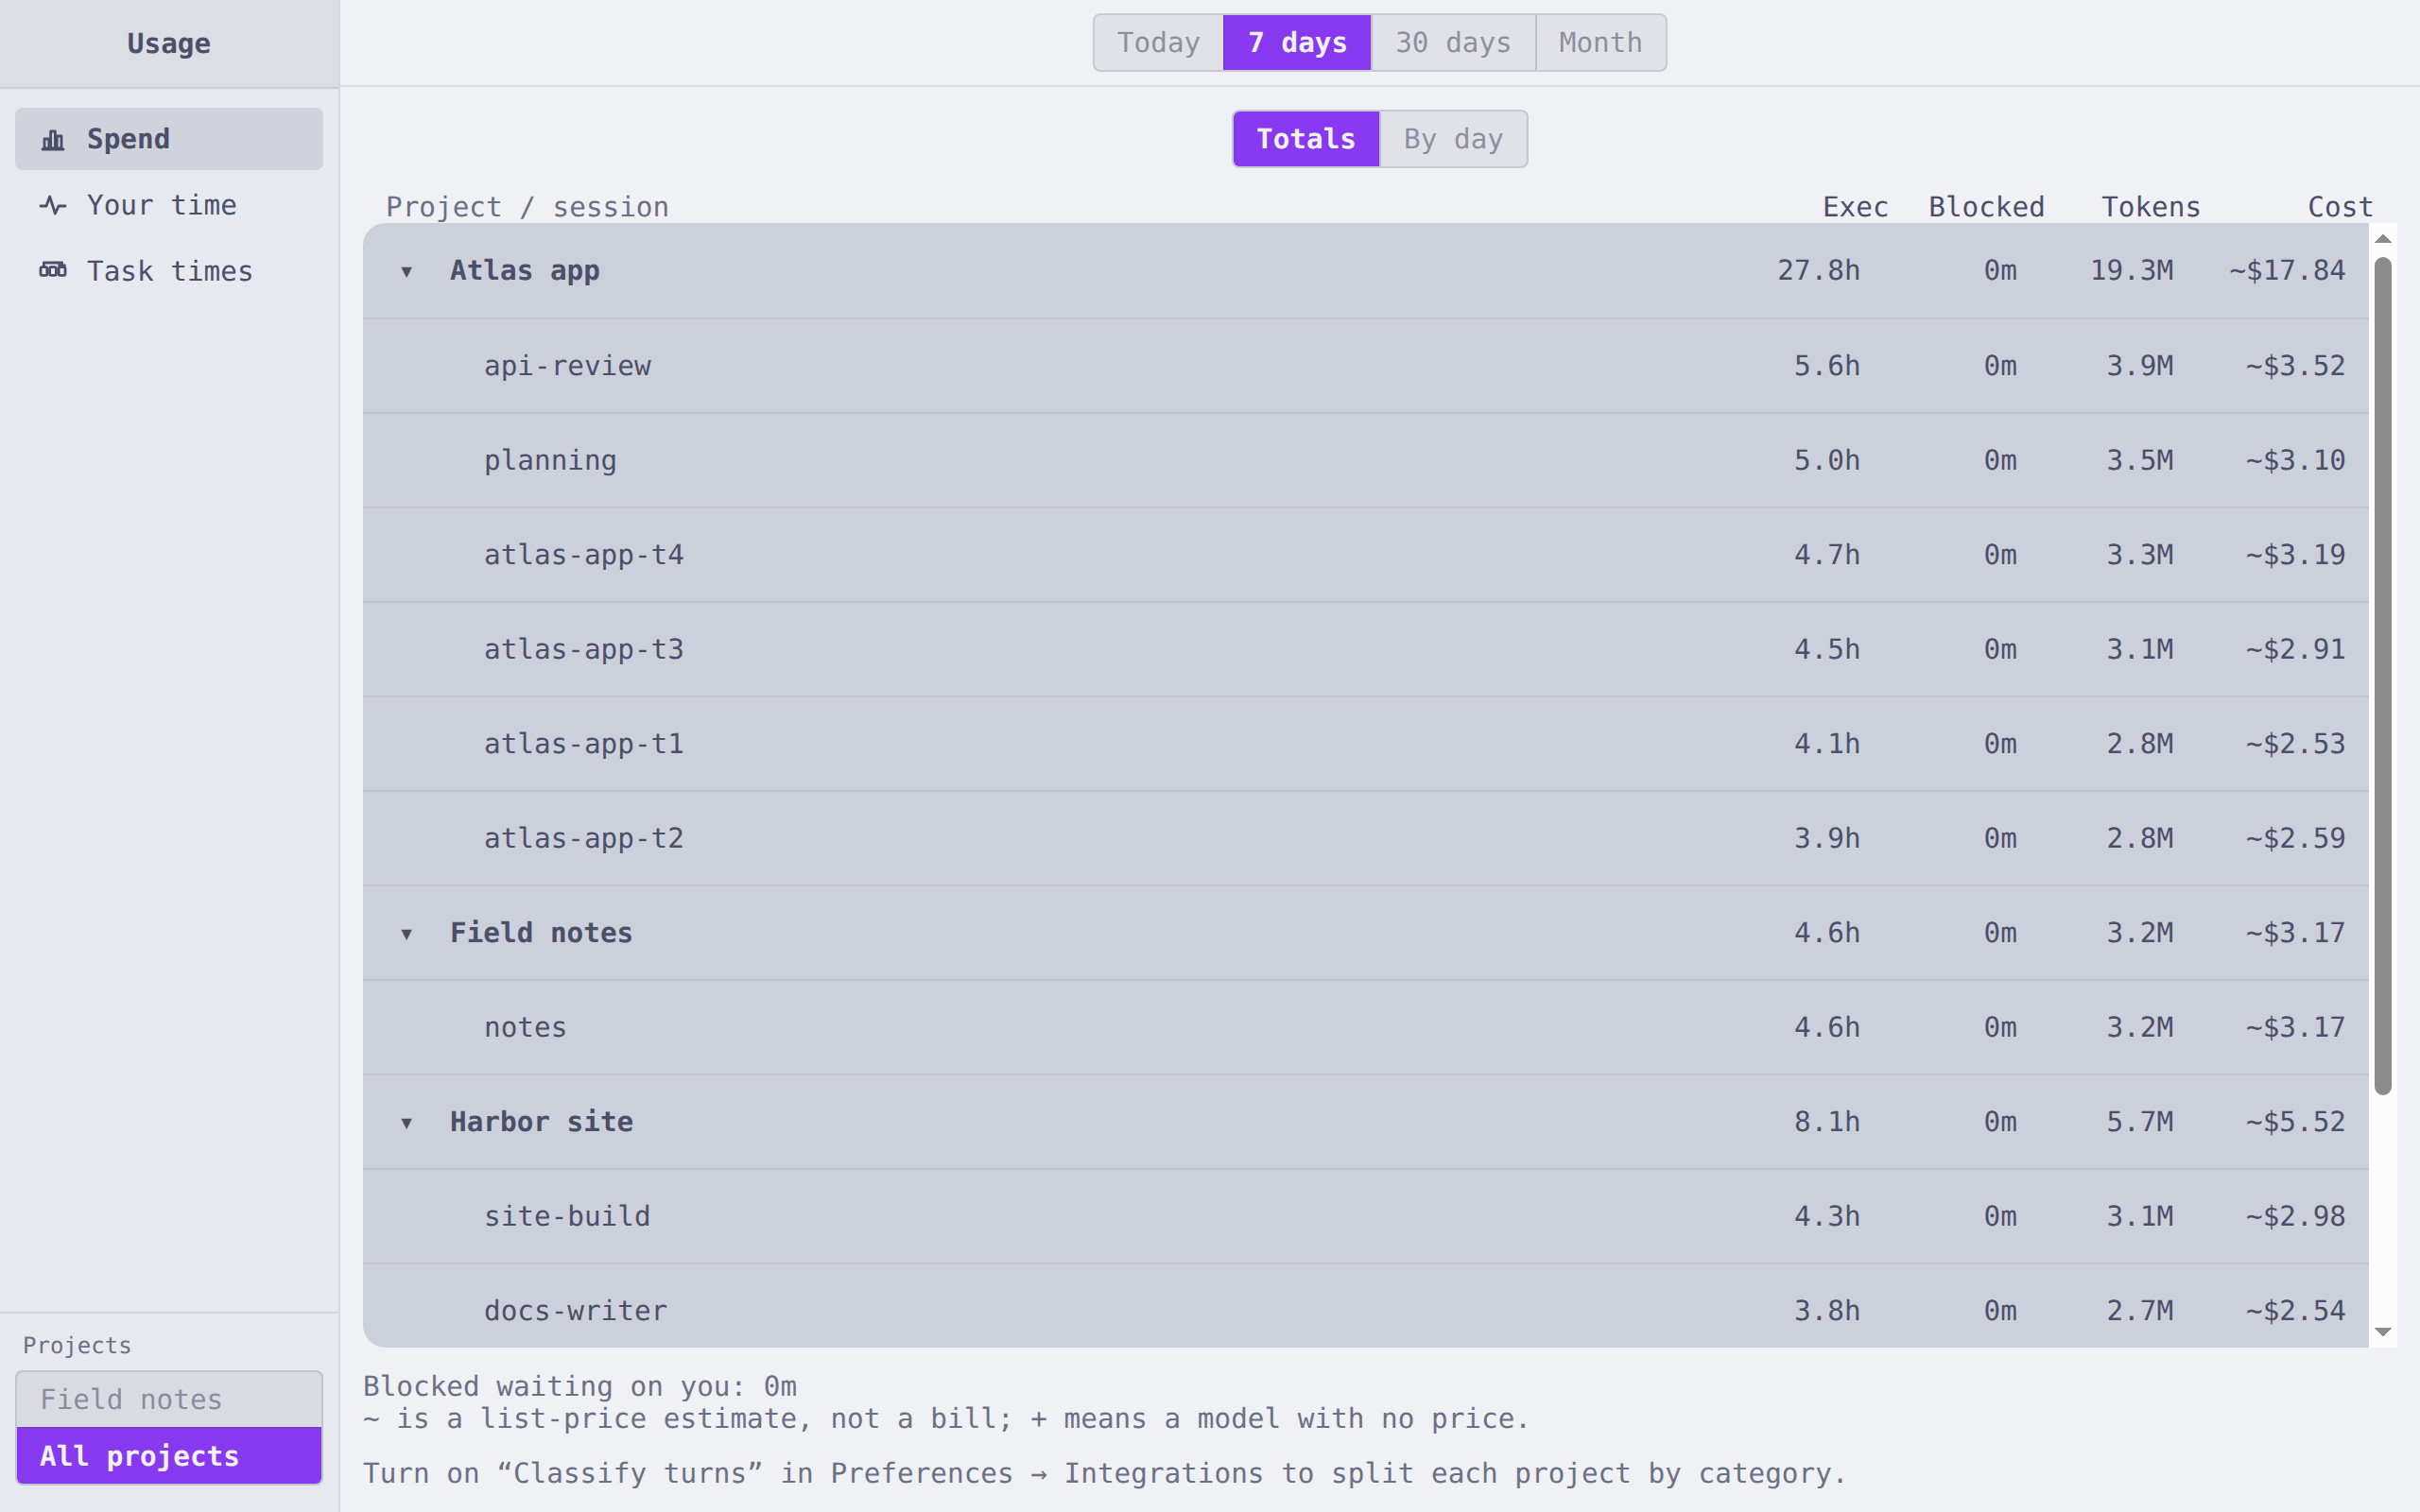 Usage
Today 7 days 30 days Month
Spend
Your time
Task times
Totals By day
Project / session Exec Blocked Tokens Cost
▼ Atlas app 27.8h 0m 19.3M ~$17.84
api-review 5.6h 0m 3.9M ~$3.52
planning 5.0h 0m 3.5M ~$3.10
atlas-app-t4 4.7h 0m 3.3M ~$3.19
atlas-app-t3 4.5h 0m 3.1M ~$2.91
atlas-app-t1 4.1h 0m 2.8M ~$2.53
atlas-app-t2 3.9h 0m 2.8M ~$2.59
▼ Field notes 4.6h 0m 3.2M ~$3.17
notes 4.6h 0m 3.2M ~$3.17
▼ Harbor site 8.1h 0m 5.7M ~$5.52
site-build 4.3h 0m 3.1M ~$2.98
docs-writer 3.8h 0m 2.7M ~$2.54
Projects
Field notes
All projects
Blocked waiting on you: 0m
~ is a list-price estimate, not a bill; + means a model with no price.
Turn on “Classify turns” in Preferences → Integrations to split each project by category.